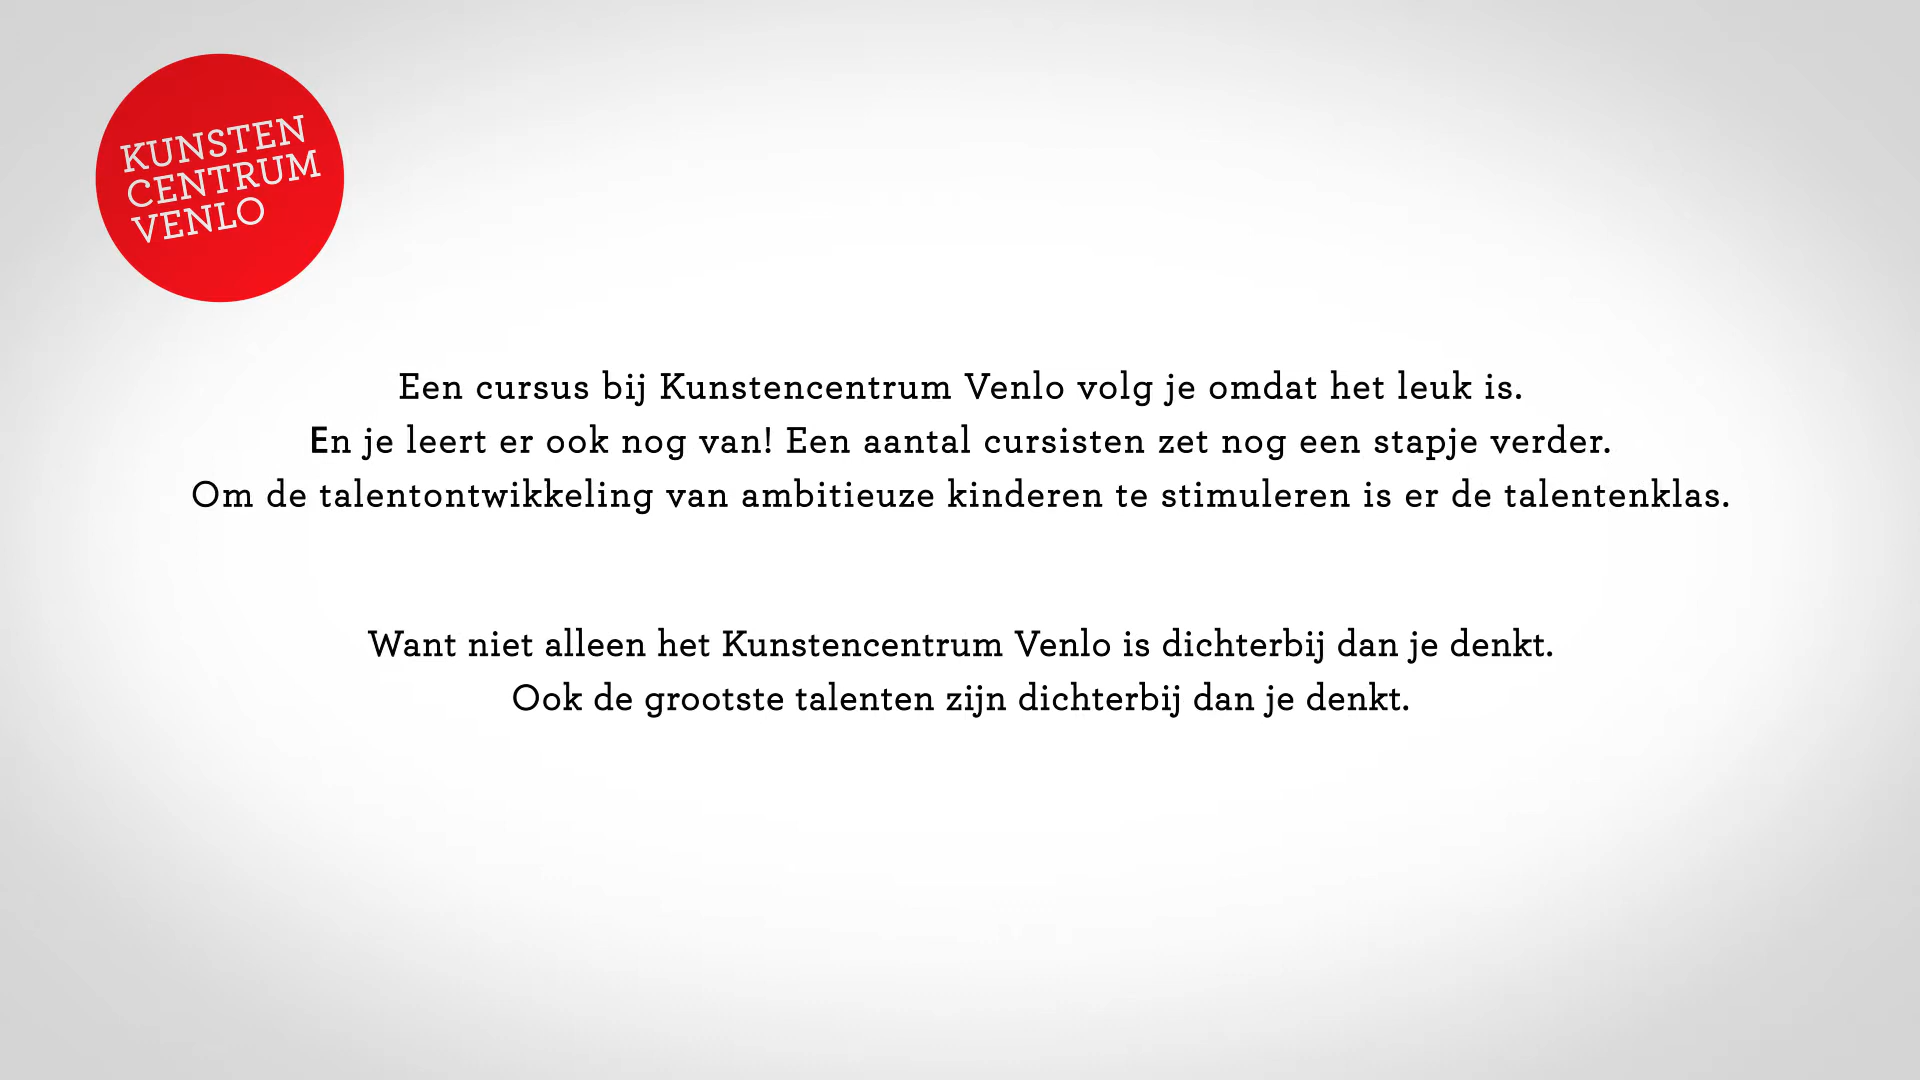 KUNSTEN
CENTRUM
VENLO
Een cursus bij Kunstencentrum Venlo volg je omdat het leuk is.
En je leert er ook nog van! Een aantal cursisten zet nog een stapje verder.
Om de talentontwikkeling van ambitieuze kinderen te stimuleren is er de talentenklas.
Want niet alleen het Kunstencentrum Venlo is dichterbij dan je denkt.
Ook de grootste talenten zijn dichterbij dan je denkt.